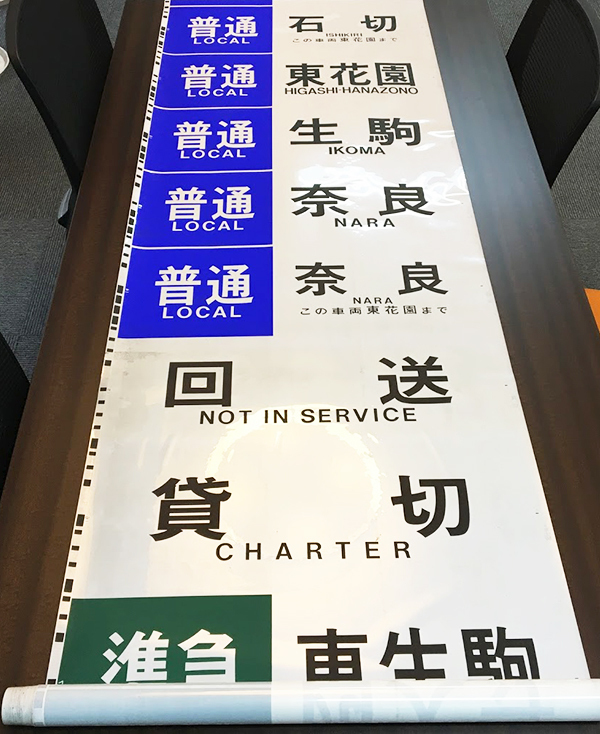 普通 石切
LOCAL ISHIKIRI
この車両東花園まで
普通 東花園
LOCAL HIGASHI-HANAZONO
普通 生駒
LOCAL IKOMA
普通 奈良
LOCAL NARA
普通 奈良
LOCAL NARA
この車両東花園まで
回送
NOT IN SERVICE
貸切
CHARTER
準急 東生駒